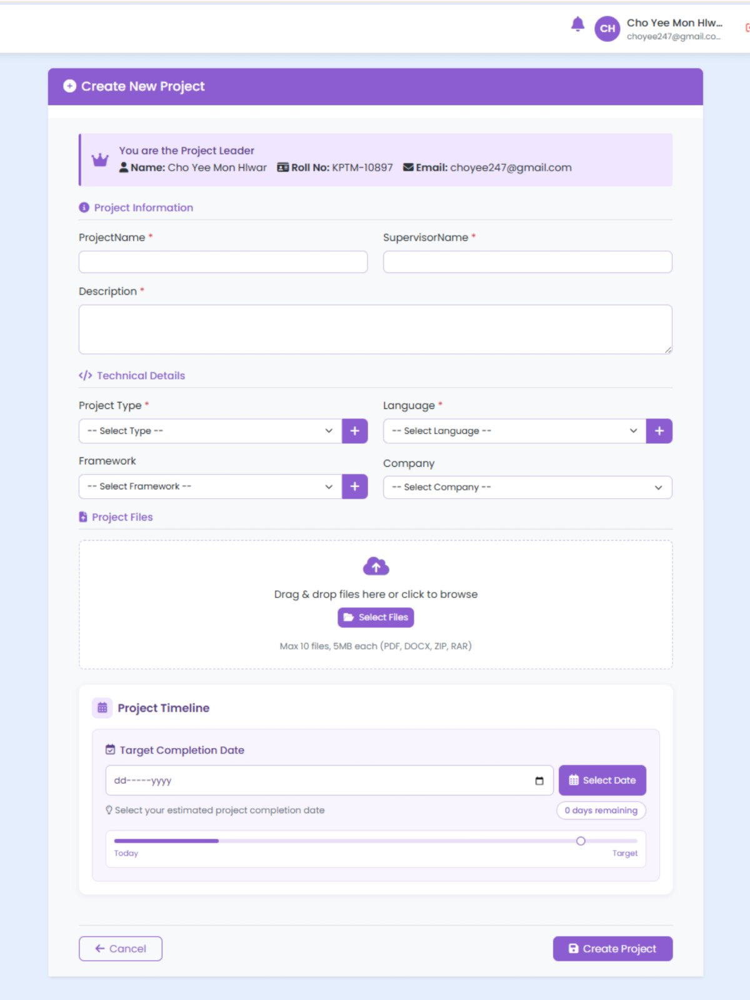 Cho Yee Mon Hlw...
CH
choyee247@gmail.co...
Create New Project
You are the Project Leader
Name: Cho Yee Mon Hlwar Roll No: KPTM-10897 Email: choyee247@gmail.com
Project Information
ProjectName * SupervisorName *
Description *
</> Technical Details
Project Type * Language *
-- Select Type -- + -- Select Language -- +
Framework Company
-- Select Framework -- + -- Select Company --
Project Files
Drag & drop files here or click to browse
Select Files
Max 10 files, 5MB each (PDF, DOCX, ZIP, RAR)
Project Timeline
Target Completion Date
dd-----yyyy Select Date
Select your estimated project completion date 0 days remaining
Today Target
Cancel Create Project